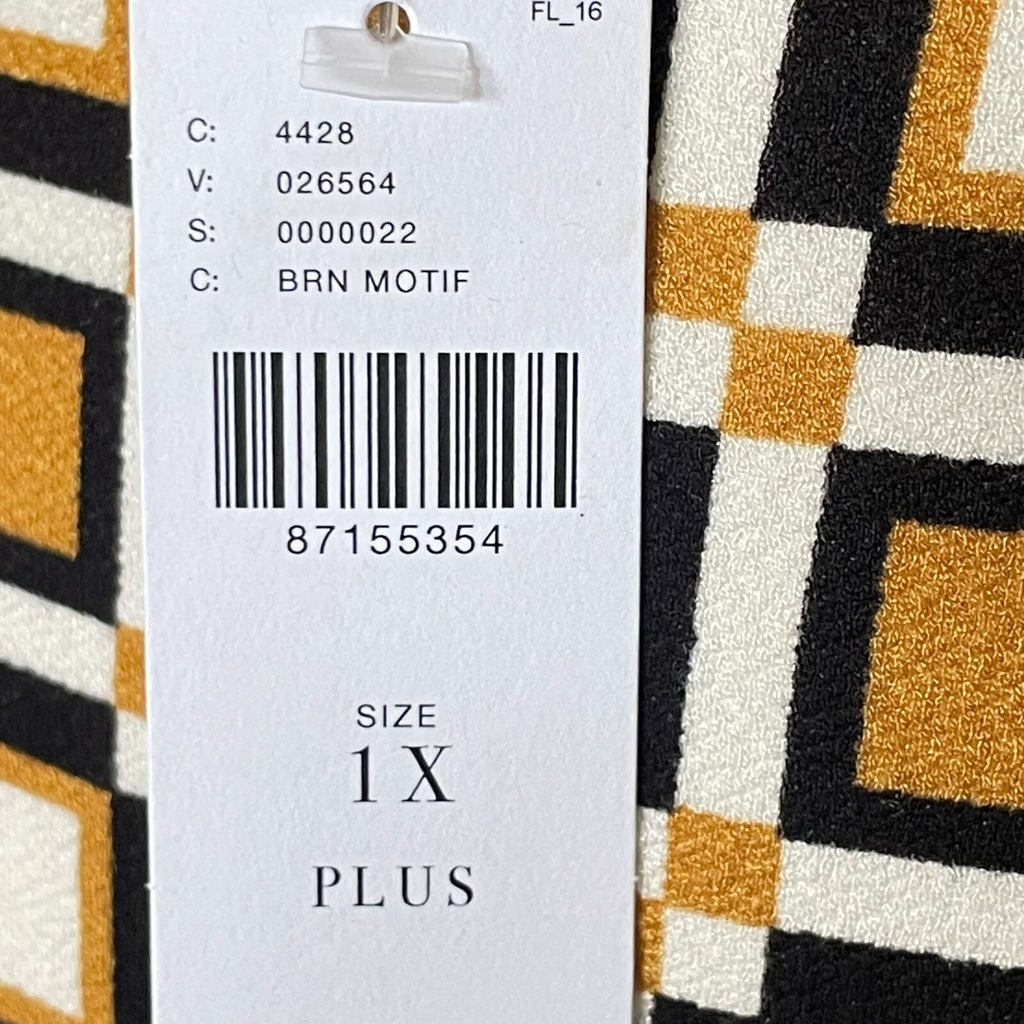 FL_16
C: 4428
V: 026564
S: 0000022
C: BRN MOTIF
87155354
SIZE
1X
PLUS